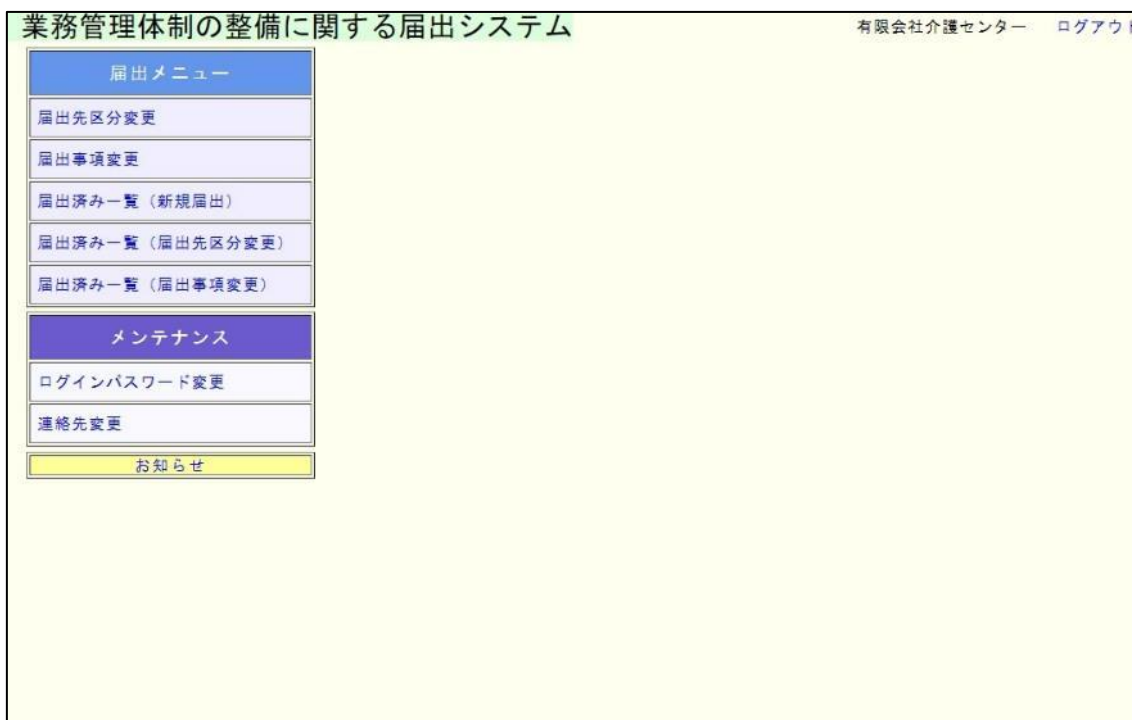 業務管理体制の整備に関する届出システム
有限会社介護センター ログアウト
届出メニュー
届出先区分変更
届出事項変更
届出済み一覧（新規届出）
届出済み一覧（届出先区分変更）
届出済み一覧（届出事項変更）
メンテナンス
ログインパスワード変更
連絡先変更
お知らせ